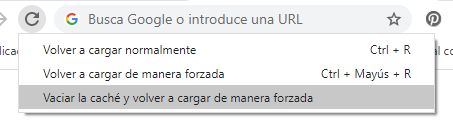 Busca Google o introduce una URL
Volver a cargar normalmente Ctrl + R
Volver a cargar de manera forzada Ctrl + Mayús + R
Vaciar la caché y volver a cargar de manera forzada